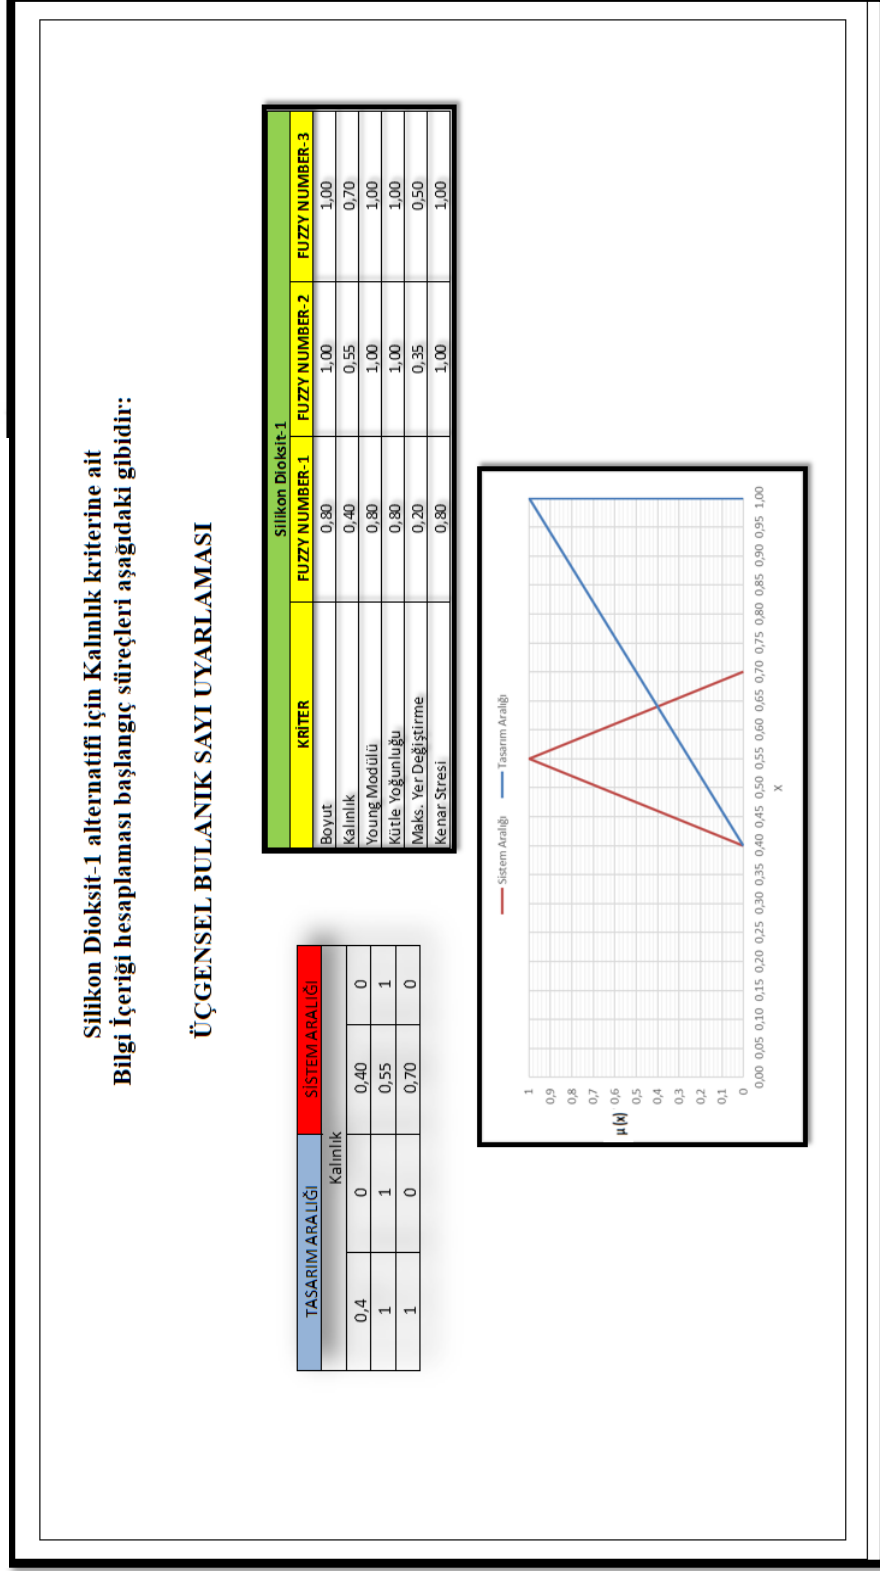 Silikon Dioksit-1 alternatifi için Kalınlık kriterine ait
Bilgi İçeriği hesaplaması başlangıç süreçleri aşağıdaki gibidir:
ÜÇGENSEL BULANIK SAYI UYARLAMASI
TASARIM ARALIĞI SİSTEM ARALIĞI
Kalınlık
0,4 0 0,40 0
1 1 0,55 1
1 0 0,70 0
Silikon Dioksit-1
KRİTER FUZZY NUMBER-1 FUZZY NUMBER-2 FUZZY NUMBER-3
Boyut 0,80 1,00 1,00
Kalınlık 0,40 0,55 0,70
Young Modülü 0,80 1,00 1,00
Kütle Yoğunluğu 0,80 1,00 1,00
Maks. Yer Değiştirme 0,20 0,35 0,50
Kenar Stresi 0,80 1,00 1,00
Sistem Aralığı Tasarım Aralığı
1
0,9
0,8
0,7
0,6
0,5
0,4
0,3
0,2
0,1
0
µ (x)
0,00 0,05 0,10 0,15 0,20 0,25 0,30 0,35 0,40 0,45 0,50 0,55 0,60 0,65 0,70 0,75 0,80 0,85 0,90 0,95 1,00
X